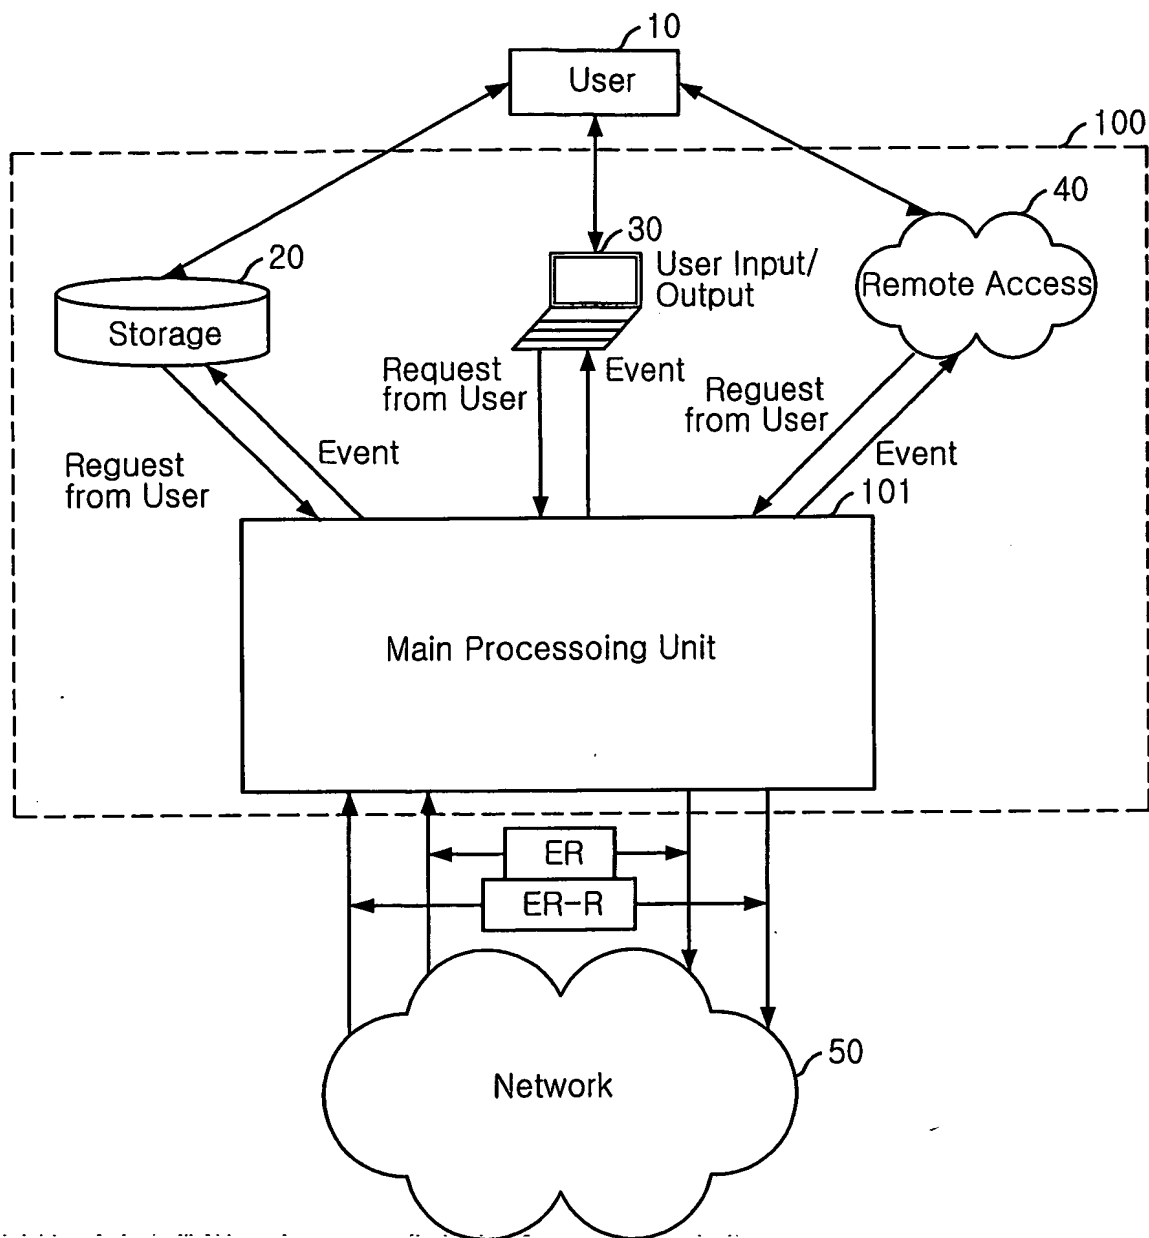 10
User
100
40
30
20
User Input/
Output
Remote Access
Storage
Request
from User
Event
Reguest
from User
Reguest
from User
Event
Event
101
Main Processoing Unit
ER
ER-R
50
Network